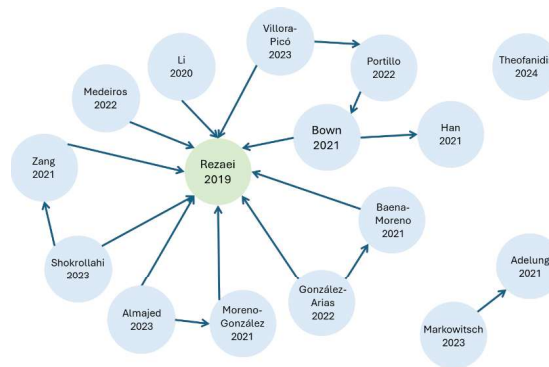 Villora-
Picó
2023
Li
2020
Portillo
2022
Theofanidi
2024
Medeiros
2022
Bown
2021
Han
2021
Zang
2021
Rezaei
2019
Baena-
Moreno
2021
Shokrollahi
2023
Adelung
2021
González-
Arias
2022
Almajed
2023
Moreno-
González
2021
Markowitsch
2023